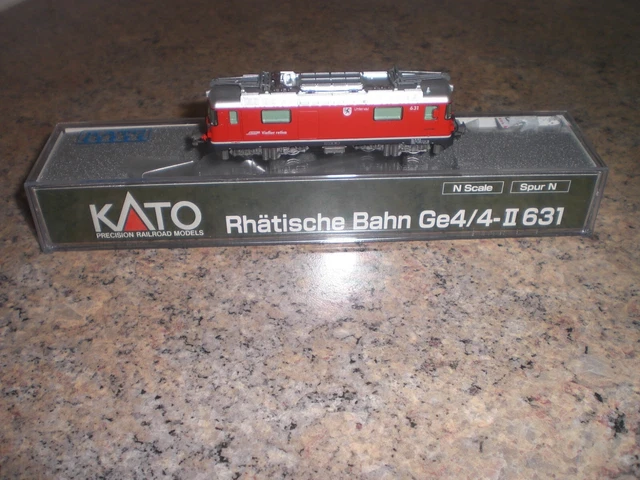 631
N Scale
Spur N
KATO
PRECISION RAILROAD MODELS
Rhätische Bahn Ge4/4-II 631